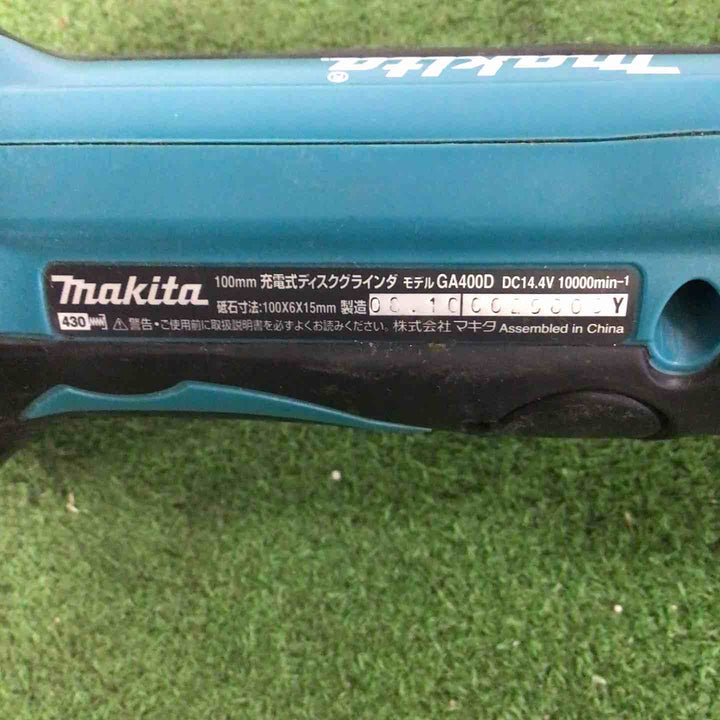 makita®
makita 100mm 充電式ディスクグラインダ モデル GA400D DC14.4V 10000min-1
砥石寸法:100X6X15mm 製造 Y
430 ⚠ 警告・ご使用前に取扱説明書を必ずよくお読みください。 株式会社 マキタ Assembled in China